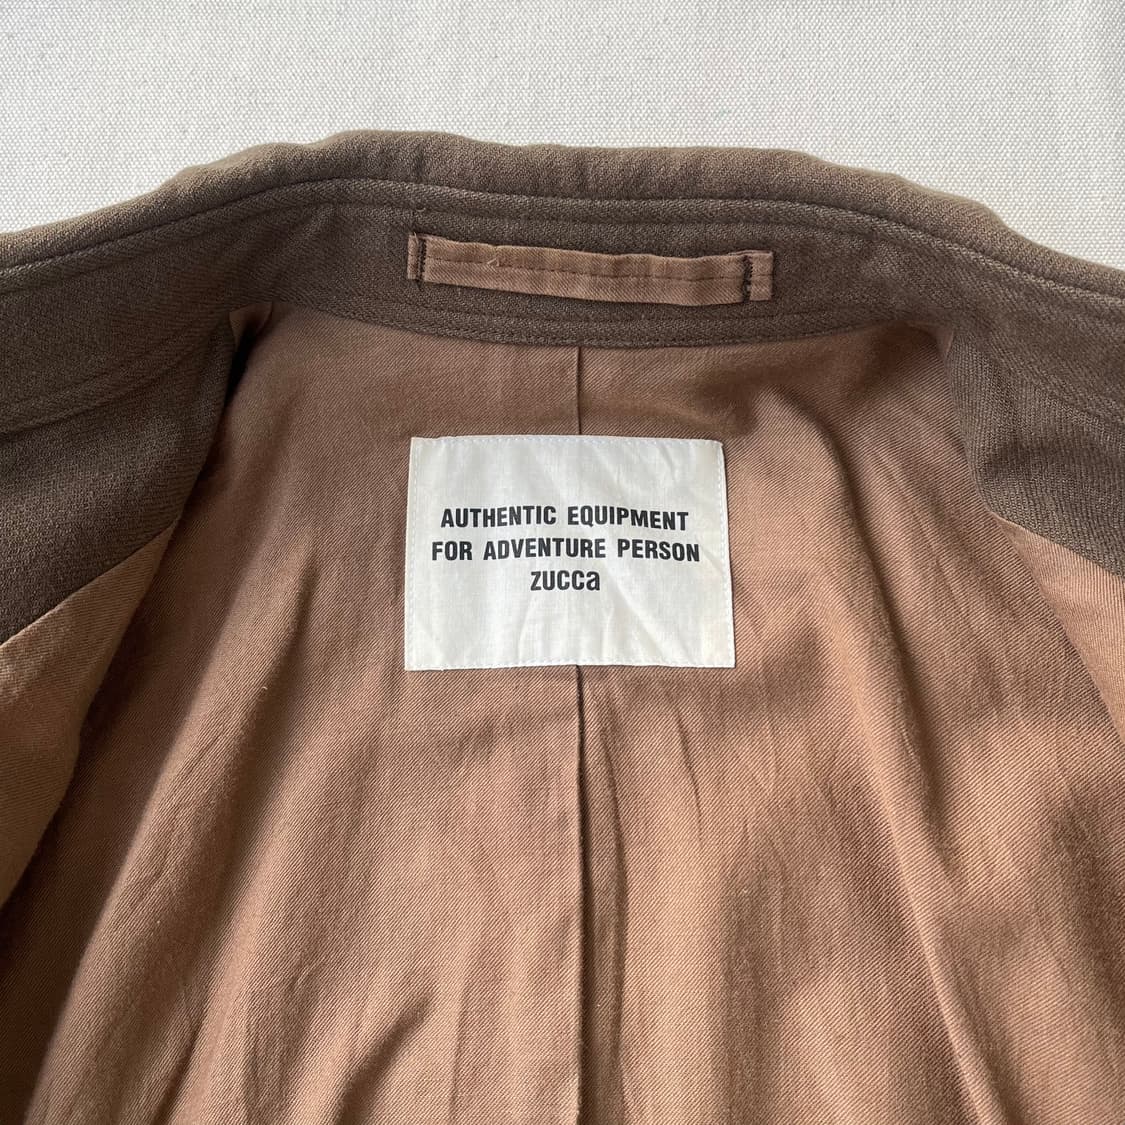 AUTHENTIC EQUIPMENT
FOR ADVENTURE PERSON
zucca